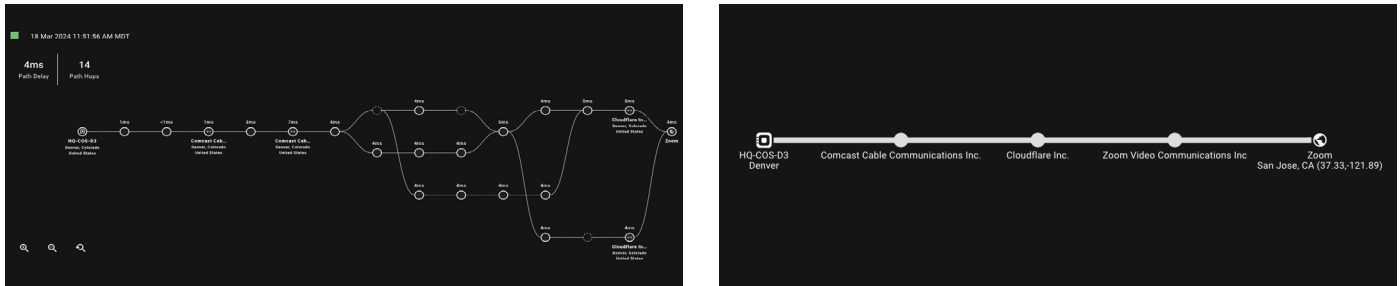 18 Mar 2024 11:51:56 AM MDT
4ms
Path Delay
14
Path Hops
1ms
<1ms
1ms
3ms
7ms
4ms
4ms
5ms
4ms
5ms
5ms
4ms
HQ-COS-D3
Denver, Colorado
United States
Comcast Cab...
Denver, Colorado
United States
Comcast Cab...
Denver, Colorado
United States
Cloudflare In...
Denver, Colorado
United States
Zoom
4ms
4ms
4ms
4ms
4ms
4ms
4ms
4ms
4ms
Cloudflare In...
Denver, Colorado
United States
HQ-COS-D3
Denver
Comcast Cable Communications Inc.
Cloudflare Inc.
Zoom Video Communications Inc
Zoom
San Jose, CA (37.33,-121.89)